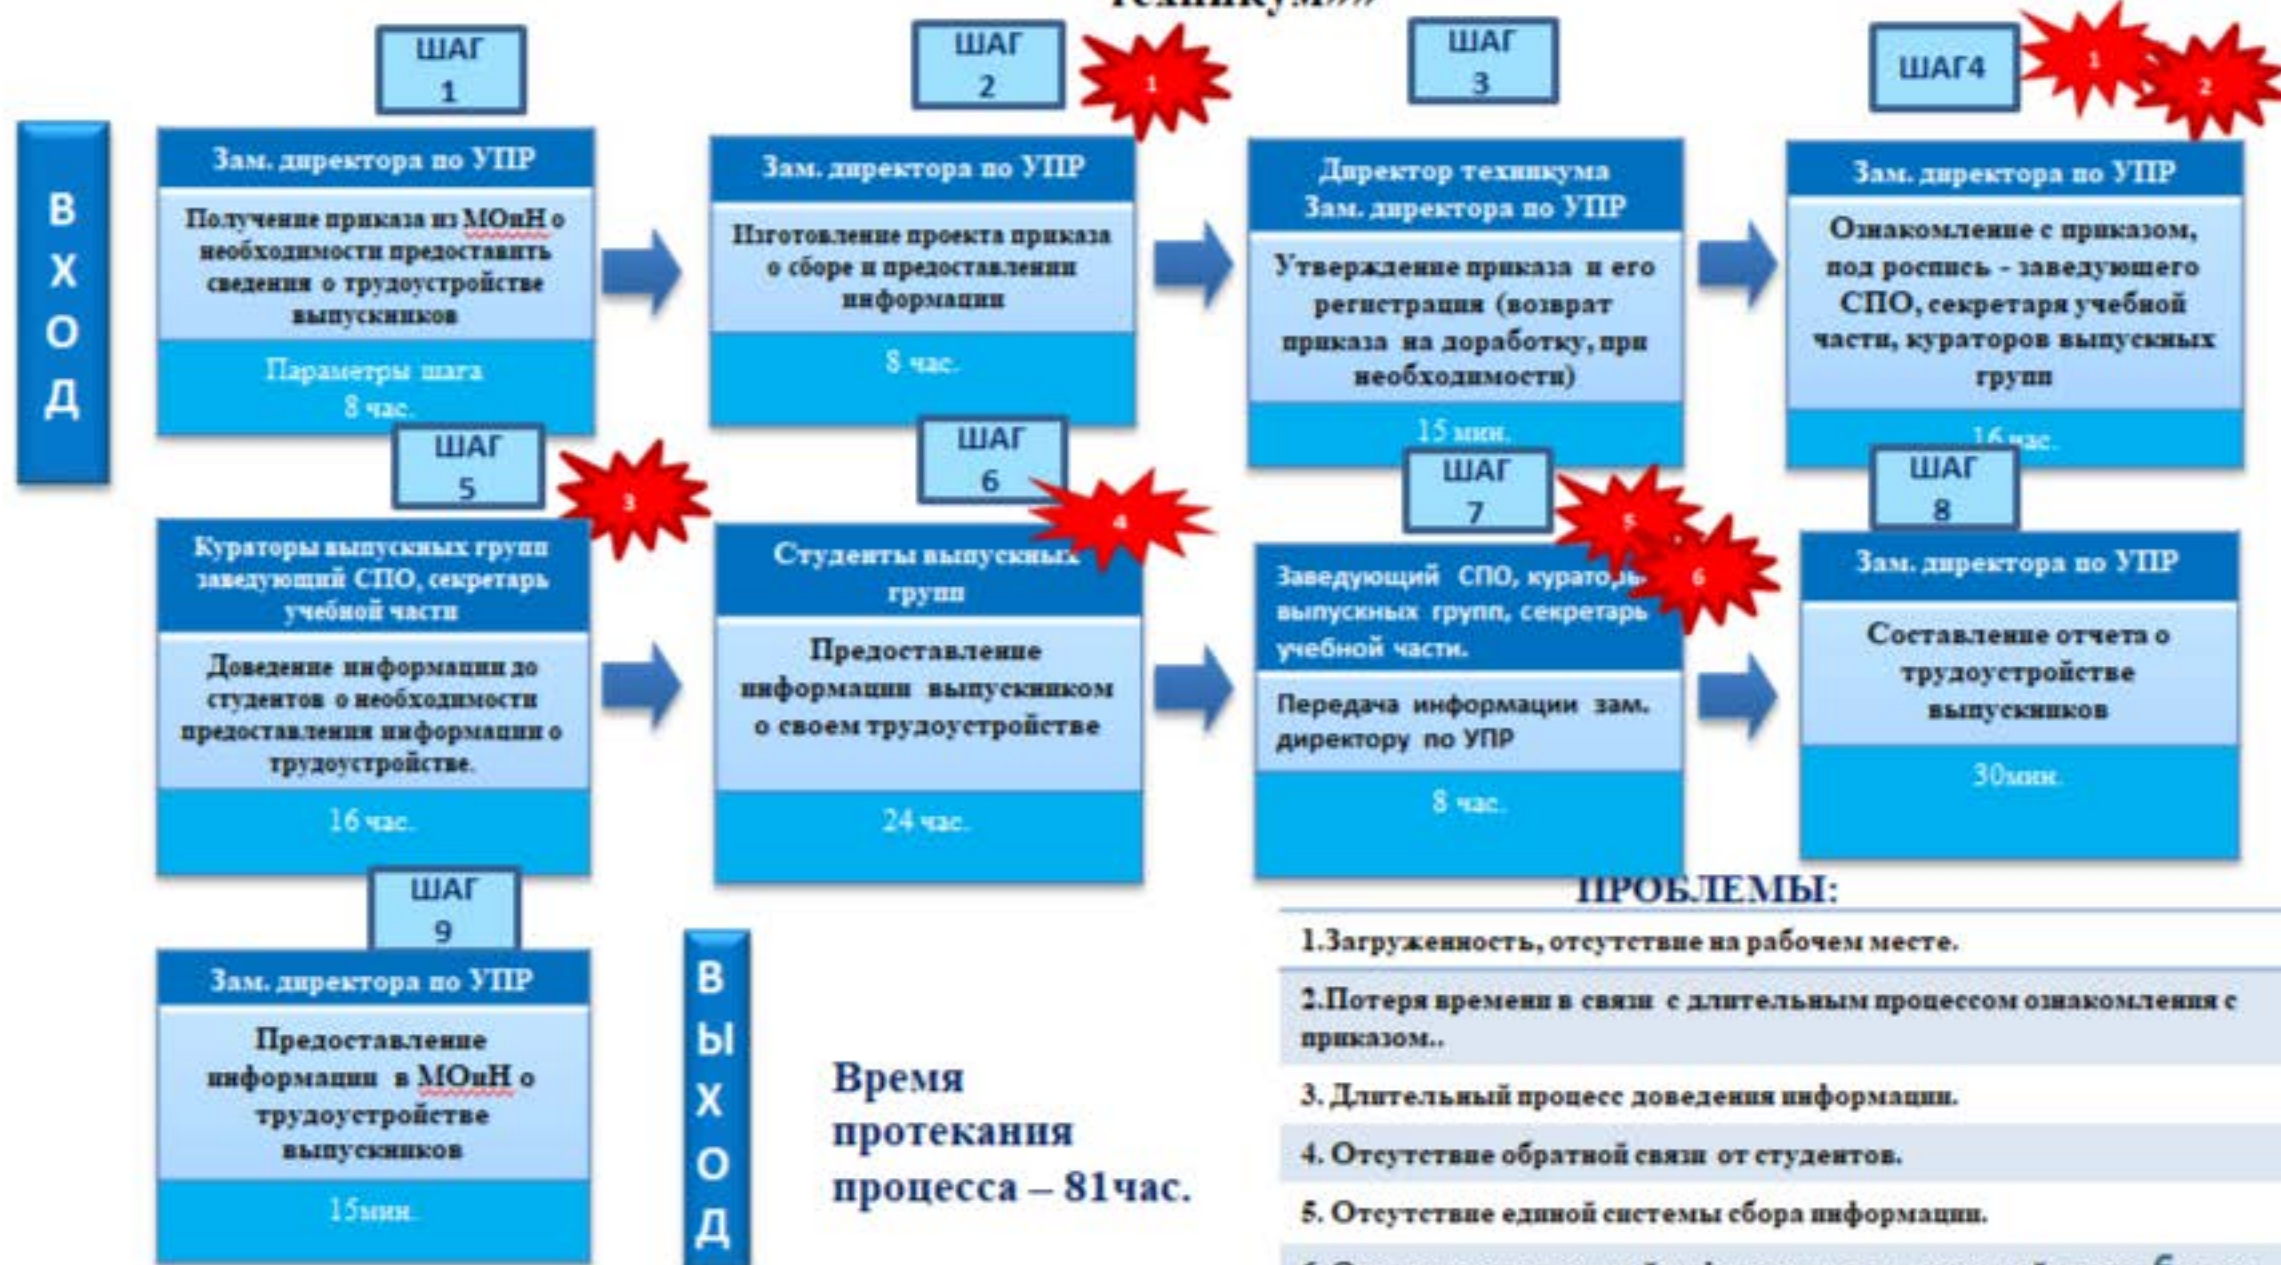 техникум»»
ШАГ
1
ШАГ
2
1
ШАГ
3
ШАГ4
1
2
ВХОД
Зам. директора по УПР
Получение приказа из МОиН о
необходимости предоставить
сведения о трудоустройстве
выпускников
Параметры шага
8 час.
Зам. директора по УПР
Изготовление проекта приказа
о сборе и предоставлении
информации
8 час.
Директор техникума
Зам. директора по УПР
Утверждение приказа и его
регистрация (возврат
приказа на доработку, при
необходимости)
15 мин.
Зам. директора по УПР
Ознакомление с приказом,
под роспись - заведующего
СПО, секретаря учебной
части, кураторов выпускных
групп
16 час.
ШАГ
5
3
Кураторы выпускных групп
заведующий СПО, секретарь
учебной части
Доведение информации до
студентов о необходимости
предоставления информации о
трудоустройстве.
16 час.
ШАГ
6
4
Студенты выпускных
групп
Предоставление
информации выпускником
о своем трудоустройстве
24 час.
ШАГ
7
5
6
Заведующий СПО, кураторы
выпускных групп, секретарь
учебной части.
Передача информации зам.
директору по УПР
8 час.
ШАГ
8
Зам. директора по УПР
Составление отчета о
трудоустройстве
выпускников
30мин.
ШАГ
9
Зам. директора по УПР
Предоставление
информации в МОиН о
трудоустройстве
выпускников
15мин.
ВЫХОД
Время
протекания
процесса – 81час.
ПРОБЛЕМЫ:
1.Загруженность, отсутствие на рабочем месте.
2.Потеря времени в связи с длительным процессом ознакомления с
приказом..
3. Длительный процесс доведения информации.
4. Отсутствие обратной связи от студентов.
5. Отсутствие единой системы сбора информации.